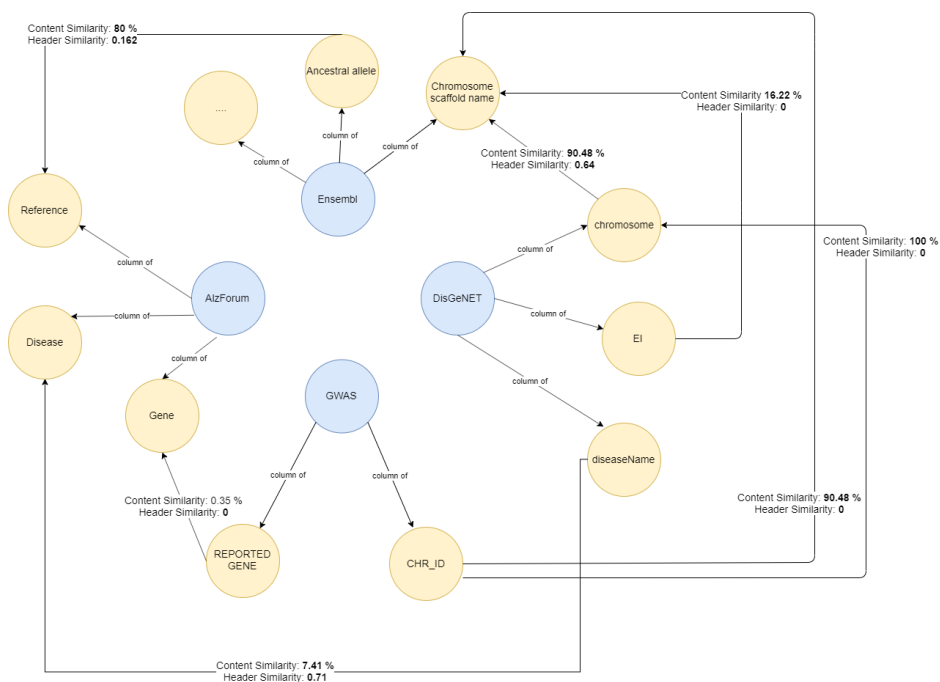 Content Similarity: 80 %
Header Similarity: 0.162
Ancestral allele
Chromosome
scaffold name
....
Content Similarity 16.22 %
Header Similarity: 0
column of
column of
column of
column of
Content Similarity: 90.48 %
Header Similarity: 0.64
Ensembl
Reference
chromosome
Content Similarity: 100 %
Header Similarity: 0
column of
column of
AlzForum
DisGeNET
column of
column of
Disease
EI
column of
column of
GWAS
Gene
diseaseName
column of
column of
Content Similarity: 0.35 %
Header Similarity: 0
Content Similarity: 90.48 %
Header Similarity: 0
REPORTED
GENE
CHR_ID
Content Similarity: 7.41 %
Header Similarity: 0.71